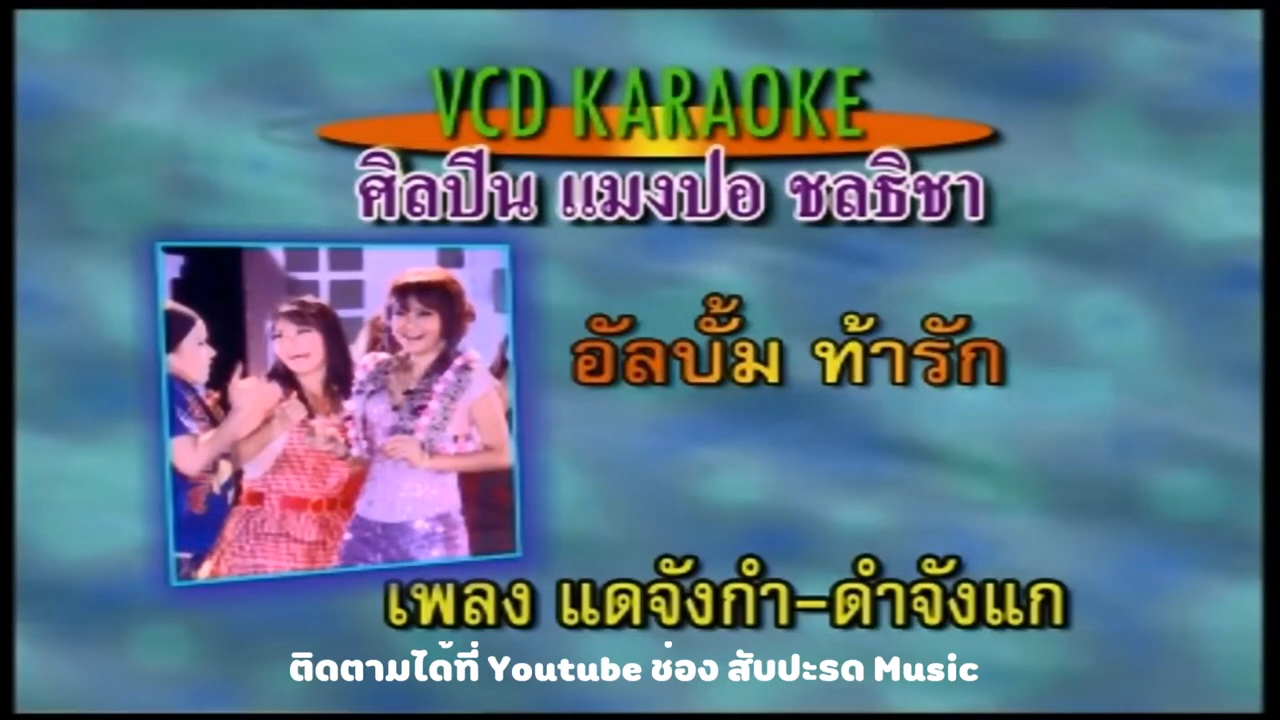 VCD KARAOKE
ศิลปิน แมงปอ ชลธิชา
อัลบั้ม ท้ารัก
เพลง แดจังกำ-ดำจังแก
ติดตามได้ที่ Youtube ช่อง สับปะรด Music